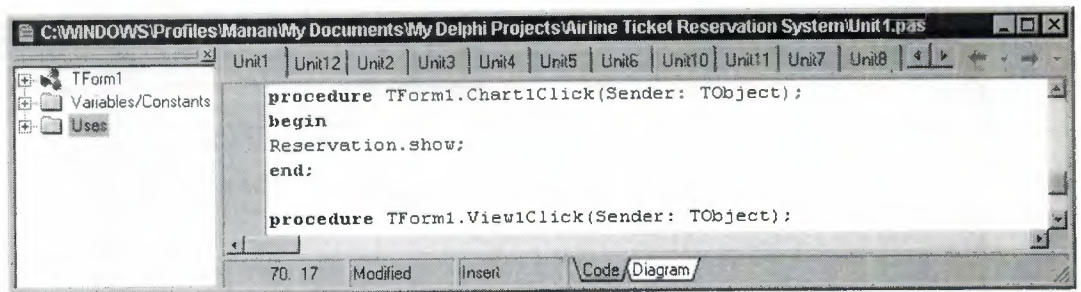 C:\WINDOWS\Profiles\Manan\My Documents\My Delphi Projects\Airline Ticket Reservation System\Unit1.pas
TForm1
Variables/Constants
Uses
Unit1 Unit12 Unit2 Unit3 Unit4 Unit5 Unit6 Unit10 Unit11 Unit7 Unit8
procedure TForm1.Chart1Click(Sender: TObject);
begin
Reservation.show;
end;
procedure TForm1.View1Click(Sender: TObject);
70: 17 Modified Insert Code Diagram